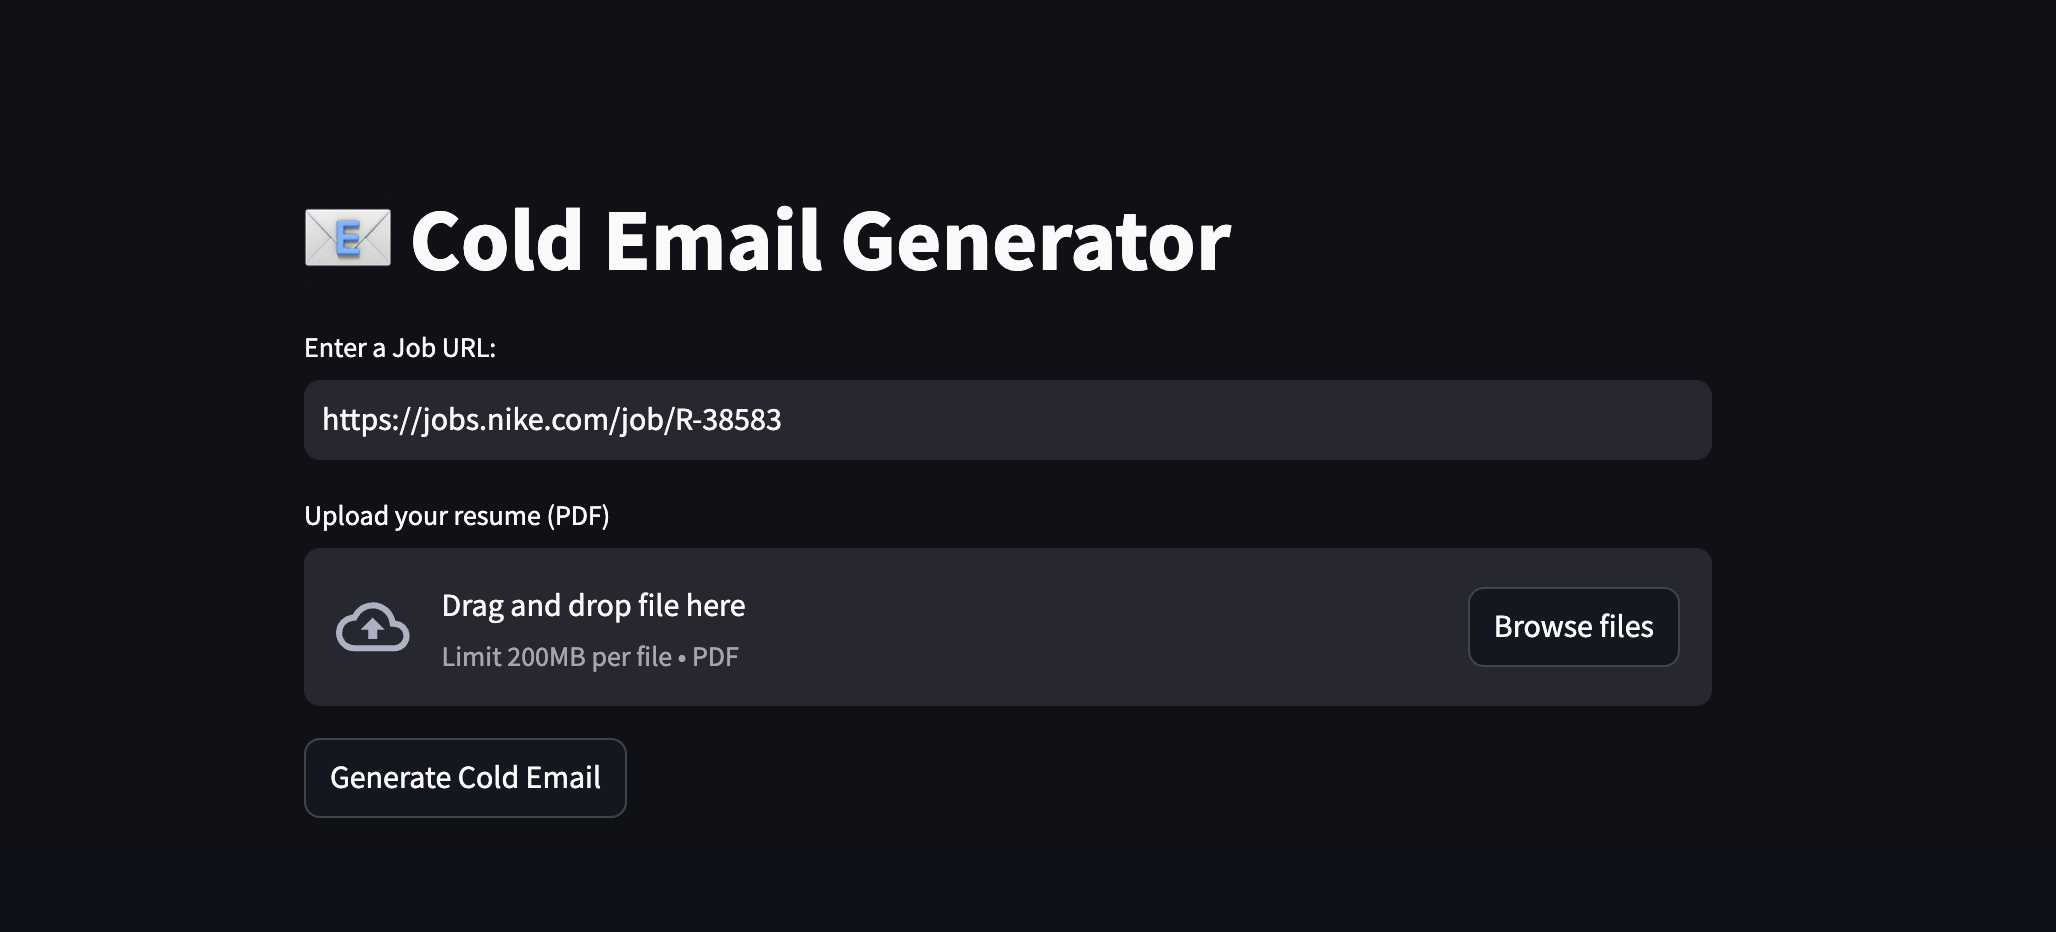 📧 Cold Email Generator
Enter a Job URL:
https://jobs.nike.com/job/R-38583
Upload your resume (PDF)
Drag and drop file here
Limit 200MB per file • PDF
Browse files
Generate Cold Email